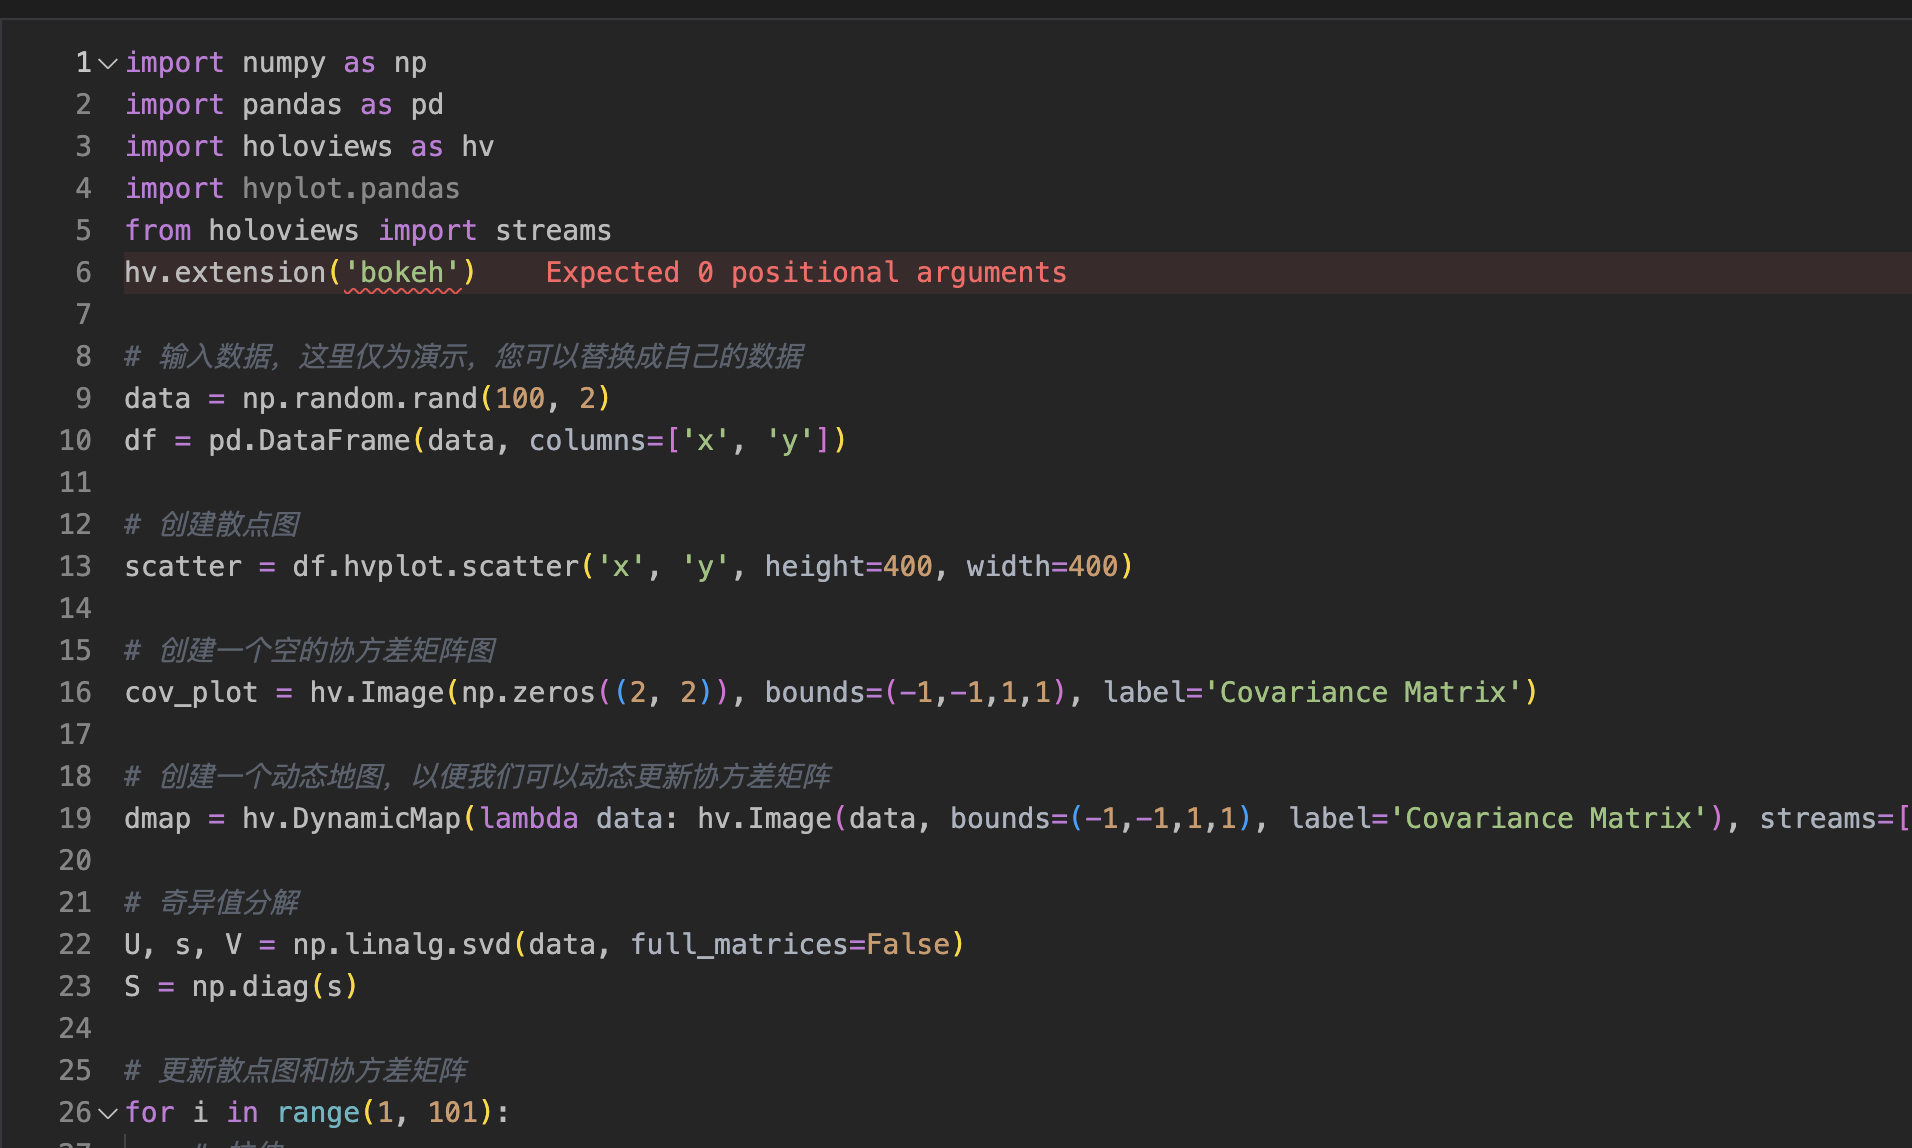 1 import numpy as np
2 import pandas as pd
3 import holoviews as hv
4 import hvplot.pandas
5 from holoviews import streams
6 hv.extension('bokeh') Expected 0 positional arguments
7
8 # 输入数据，这里仅为演示，您可以替换成自己的数据
9 data = np.random.rand(100, 2)
10 df = pd.DataFrame(data, columns=['x', 'y'])
11
12 # 创建散点图
13 scatter = df.hvplot.scatter('x', 'y', height=400, width=400)
14
15 # 创建一个空的协方差矩阵图
16 cov_plot = hv.Image(np.zeros((2, 2)), bounds=(-1,-1,1,1), label='Covariance Matrix')
17
18 # 创建一个动态地图，以便我们可以动态更新协方差矩阵
19 dmap = hv.DynamicMap(lambda data: hv.Image(data, bounds=(-1,-1,1,1), label='Covariance Matrix'), streams=[
20
21 # 奇异值分解
22 U, s, V = np.linalg.svd(data, full_matrices=False)
23 S = np.diag(s)
24
25 # 更新散点图和协方差矩阵
26 for i in range(1, 101):